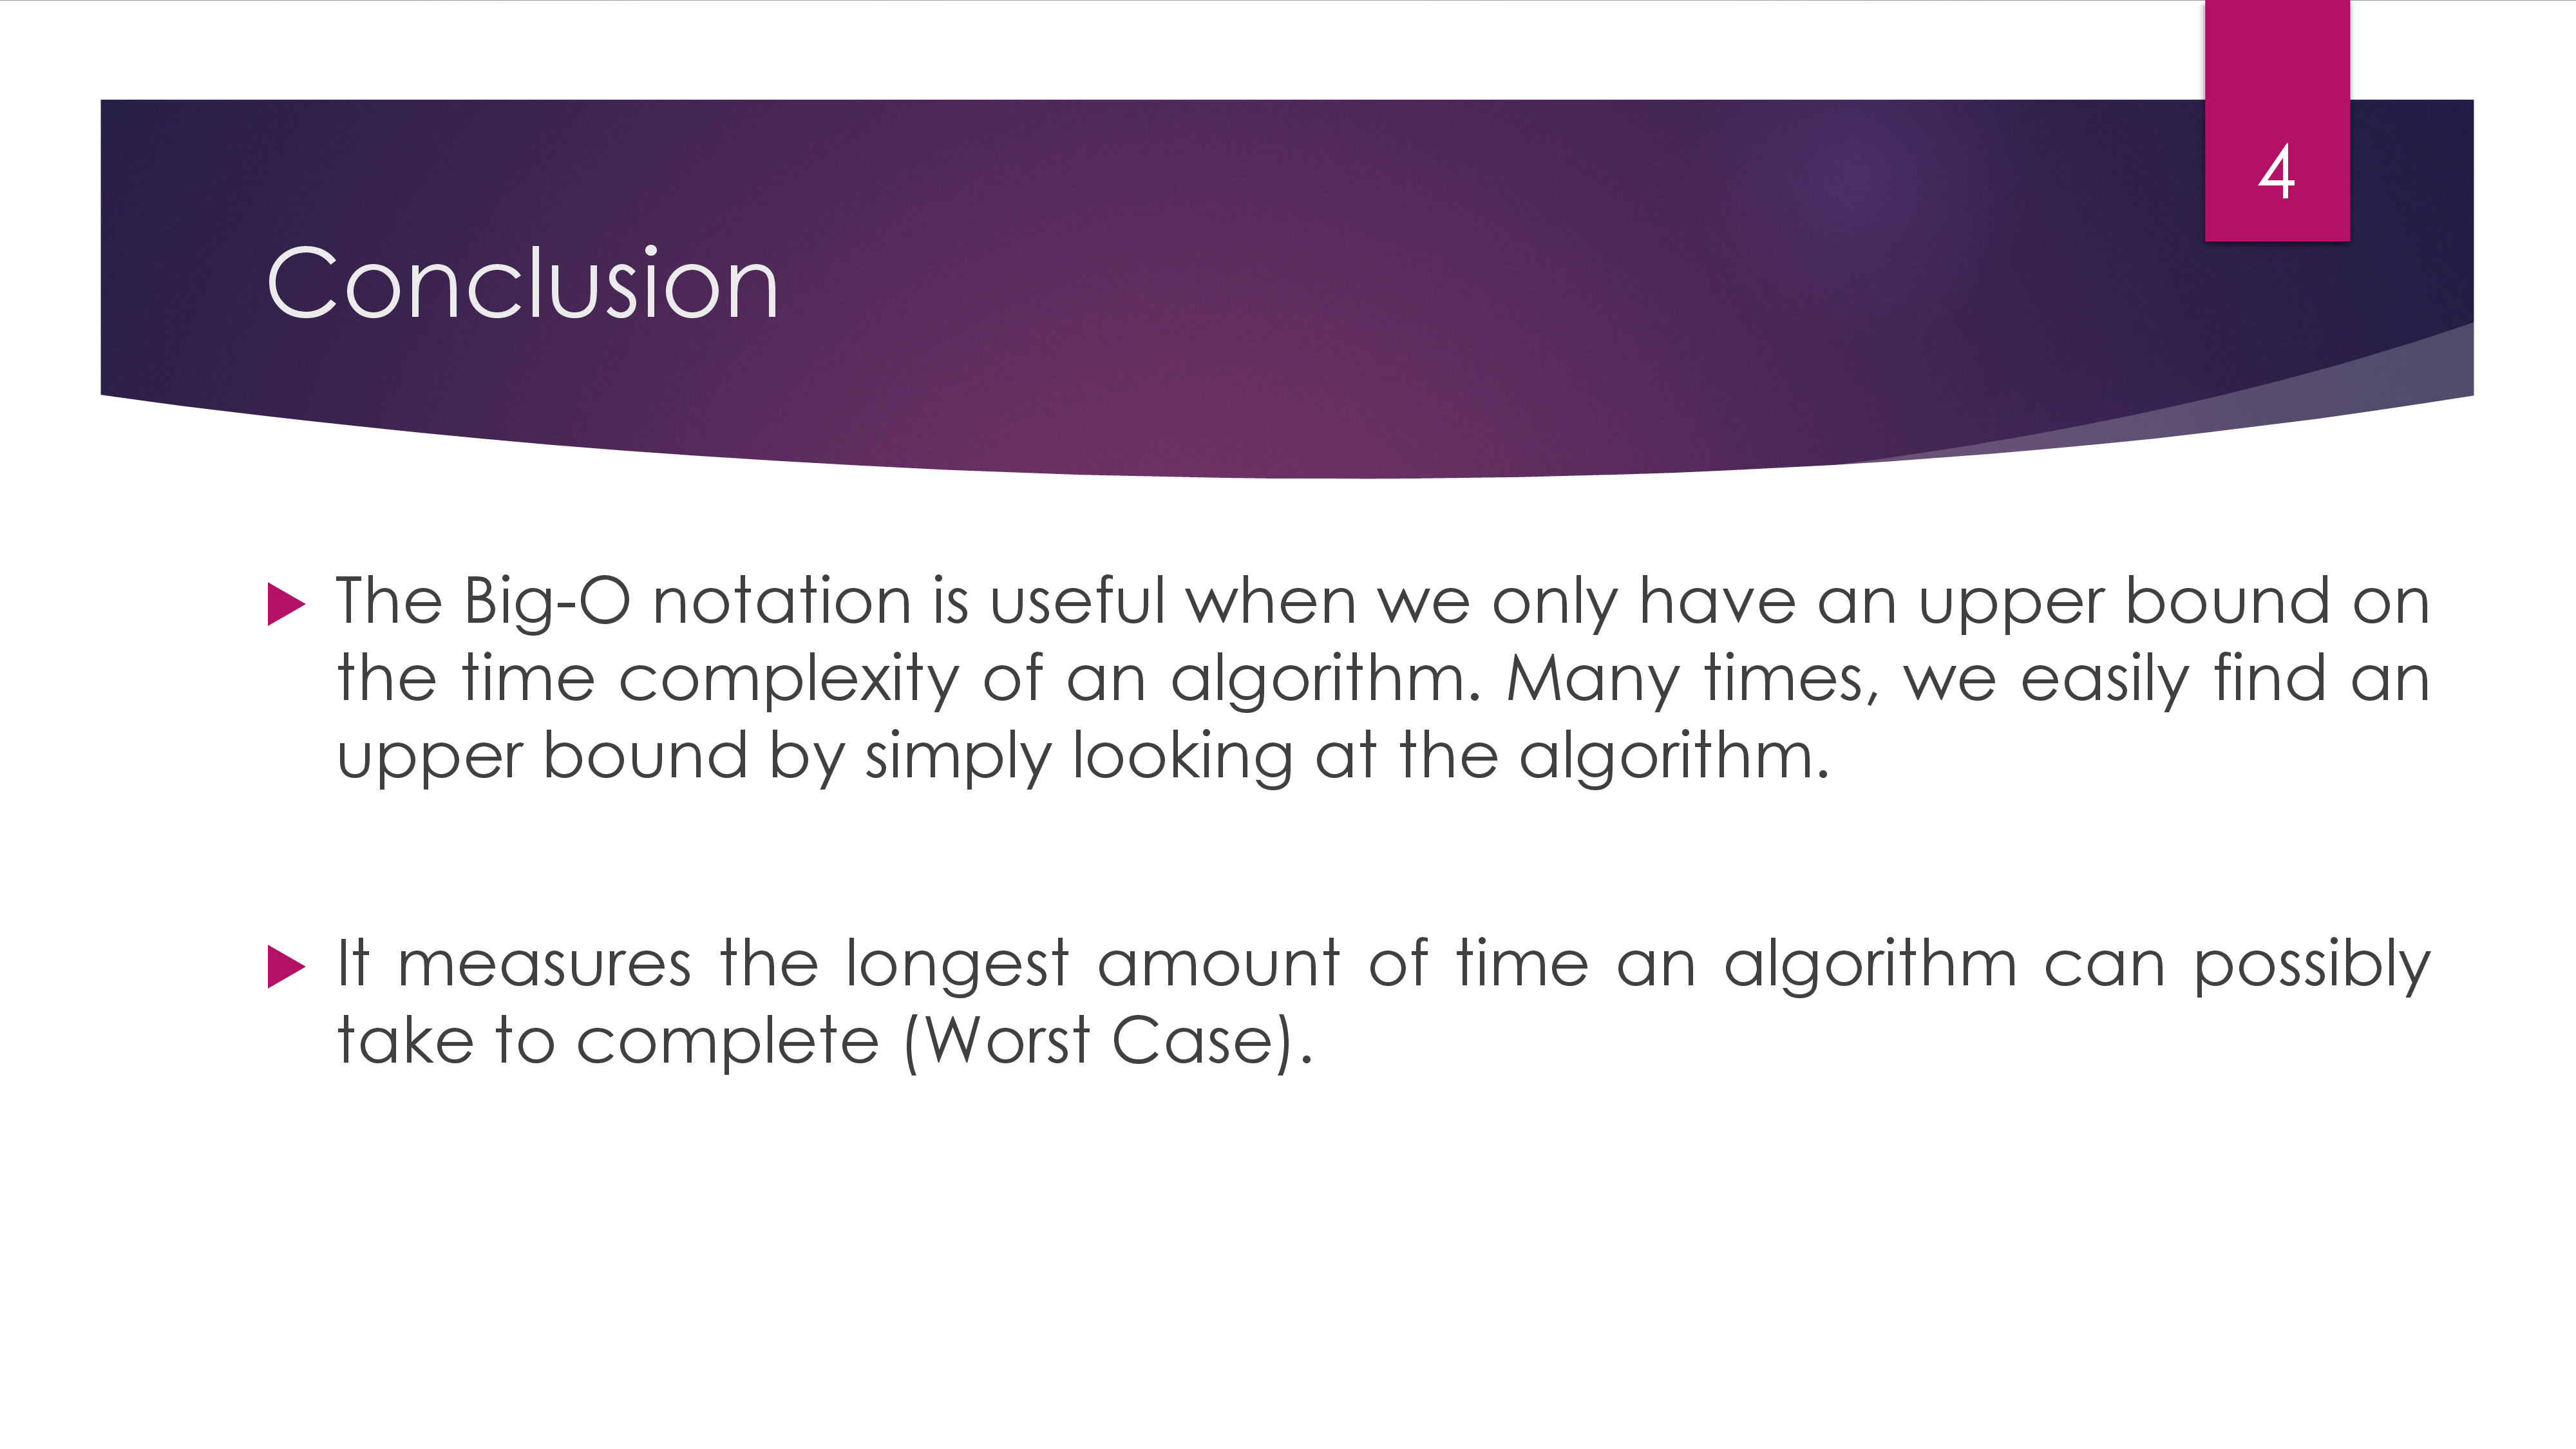 4
Conclusion
The Big-O notation is useful when we only have an upper bound on
the time complexity of an algorithm. Many times, we easily find an
upper bound by simply looking at the algorithm.
It measures the longest amount of time an algorithm can possibly
take to complete (Worst Case).